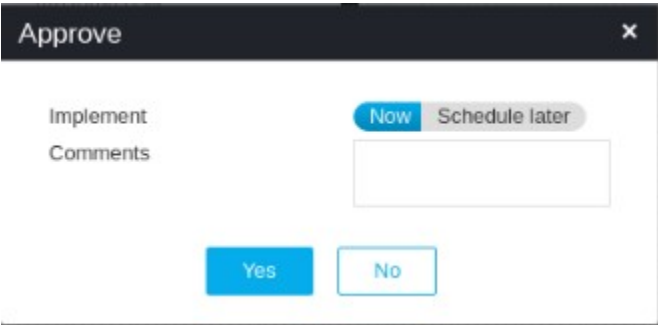 Approve ×
Implement Now Schedule later
Comments
Yes No